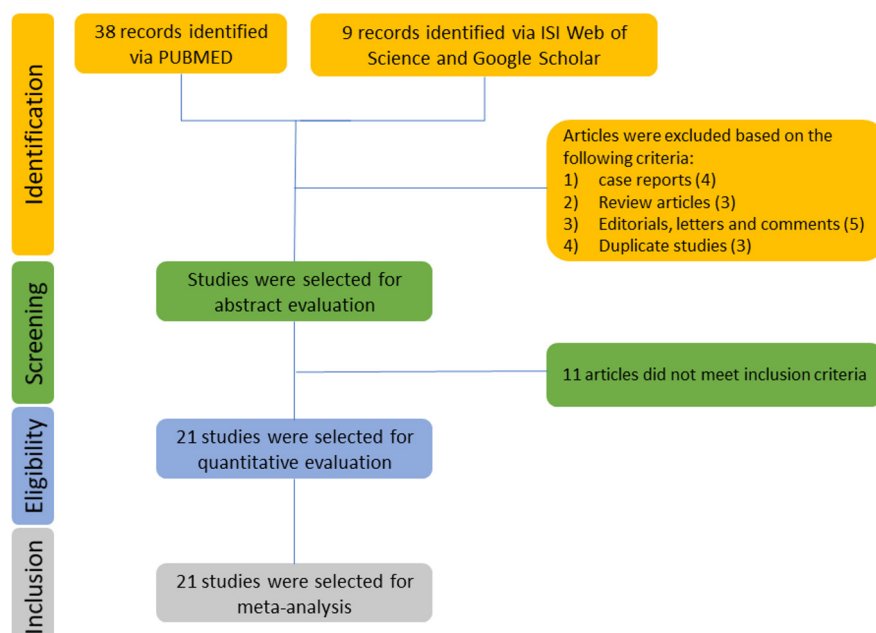 Identification
38 records identified
via PUBMED
9 records identified via ISI Web of
Science and Google Scholar
Articles were excluded based on the
following criteria:
1) case reports (4)
2) Review articles (3)
3) Editorials, letters and comments (5)
4) Duplicate studies (3)
Screening
Studies were selected for
abstract evaluation
11 articles did not meet inclusion criteria
Eligibility
21 studies were selected for
quantitative evaluation
Inclusion
21 studies were selected for
meta-analysis